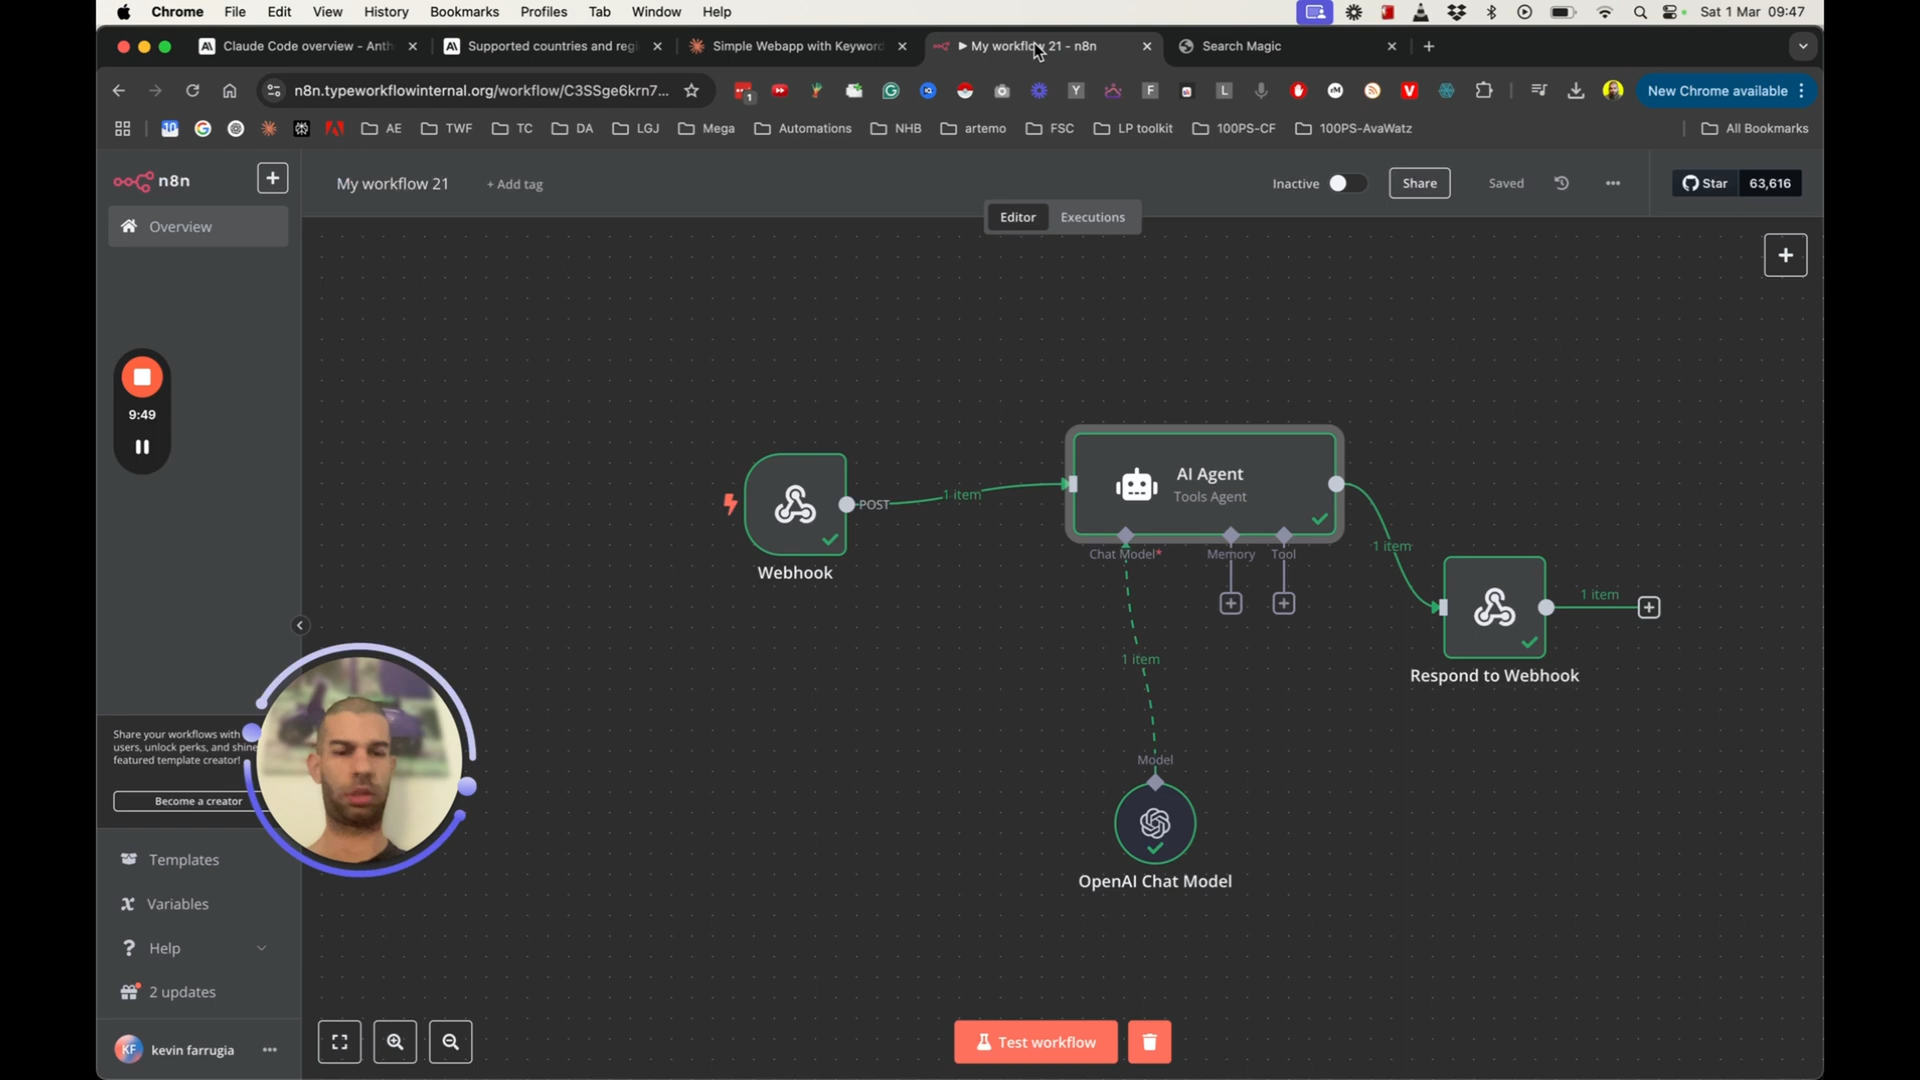 Chrome File Edit View History Bookmarks Profiles Tab Window Help Sat 1 Mar 09:47
Claude Code overview - Anth
Supported countries and regi
Simple Webapp with Keyword
My workflow 21 - n8n
Search Magic
n8n.typeworkflowinternal.org/workflow/C3SSge6krn7...
1
New Chrome available
AE TWF TC DA LGJ Mega Automations NHB artemo FSC LP toolkit 100PS-CF 100PS-AvaWatz All Bookmarks
n8n
My workflow 21
+ Add tag
Inactive
Share
Saved
Star 63,616
Overview
Editor Executions
9:49
AI Agent
Tools Agent
POST
1 item
Chat Model*
Memory
Tool
1 item
Webhook
1 item
1 item
Respond to Webhook
Model
OpenAI Chat Model
Share your workflows with
users, unlock perks, and shine
featured template creator!
Become a creator
Templates
Variables
Help
2 updates
KF kevin farrugia
Test workflow